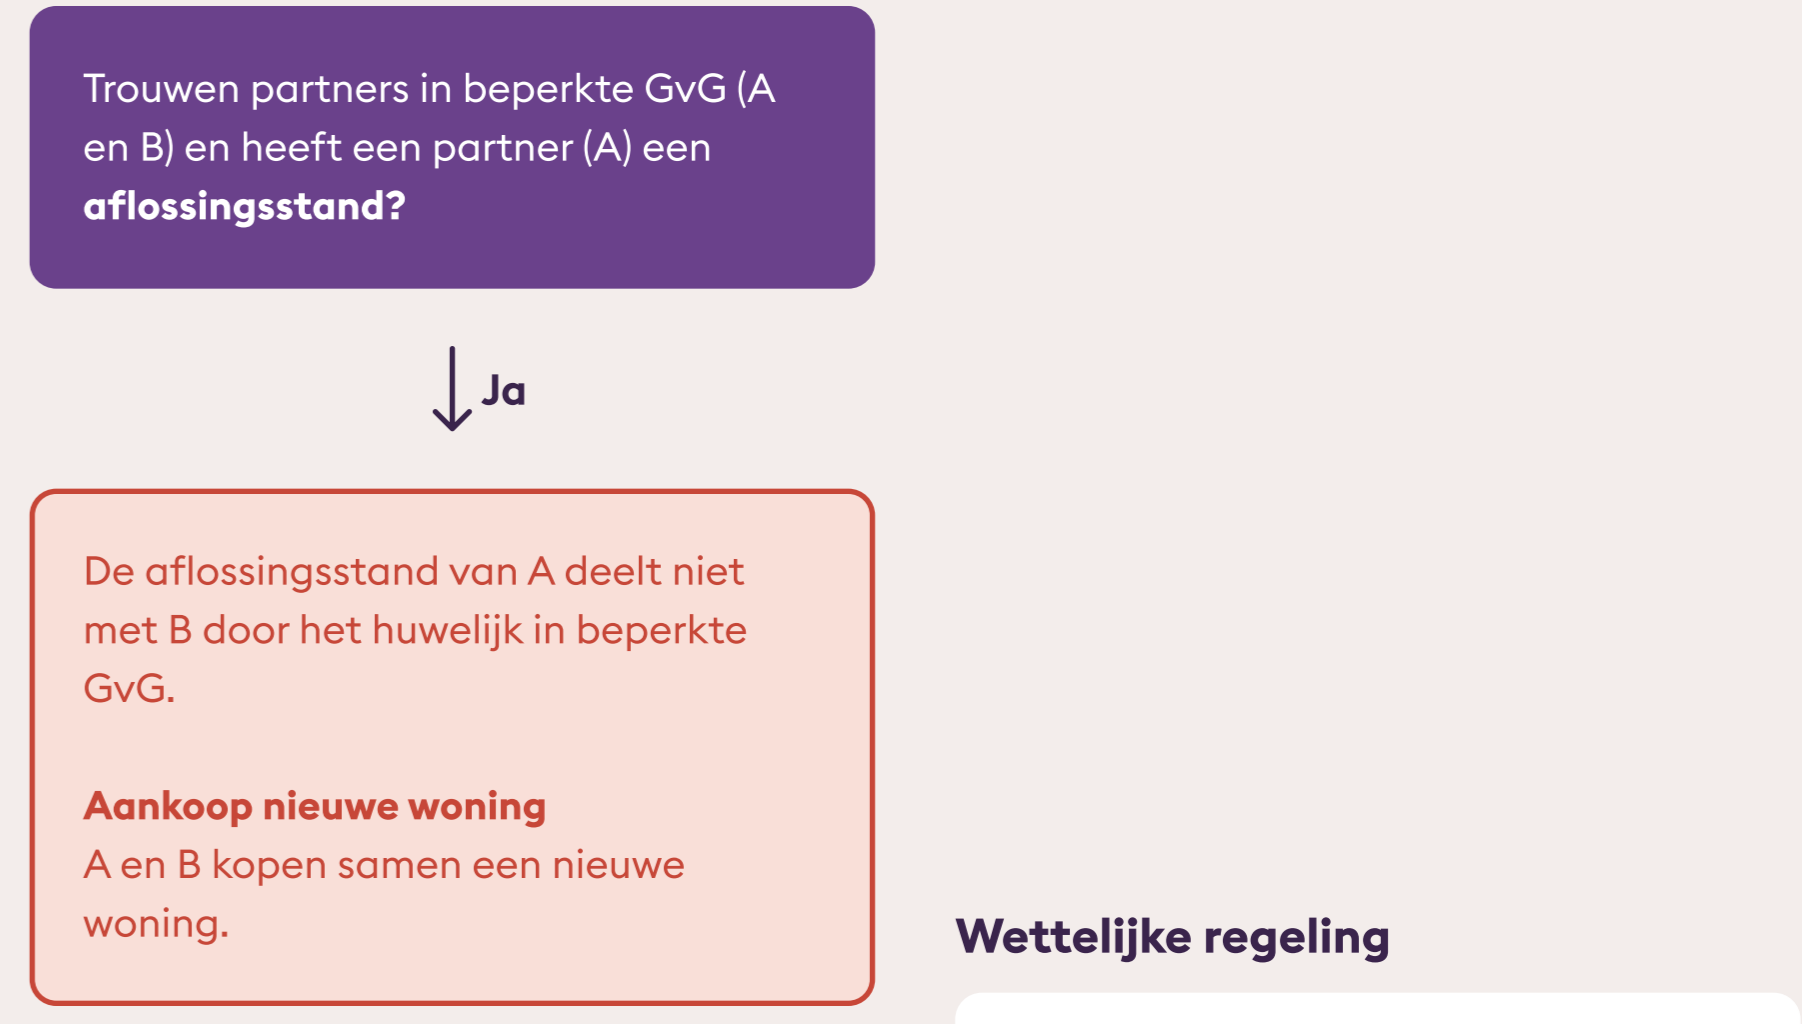 Trouwen partners in beperkte GvG (A
en B) en heeft een partner (A) een
aflossingsstand?
Ja
De aflossingsstand van A deelt niet
met B door het huwelijk in beperkte
GvG.
Aankoop nieuwe woning
A en B kopen samen een nieuwe
woning.
Wettelijke regeling